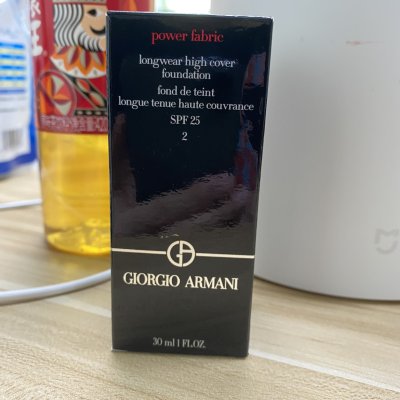 power fabric
longwear high cover
foundation
fond de teint
longue tenue haute couvrance
SPF 25
2
GA
GIORGIO ARMANI
30 ml 1 FL.OZ.